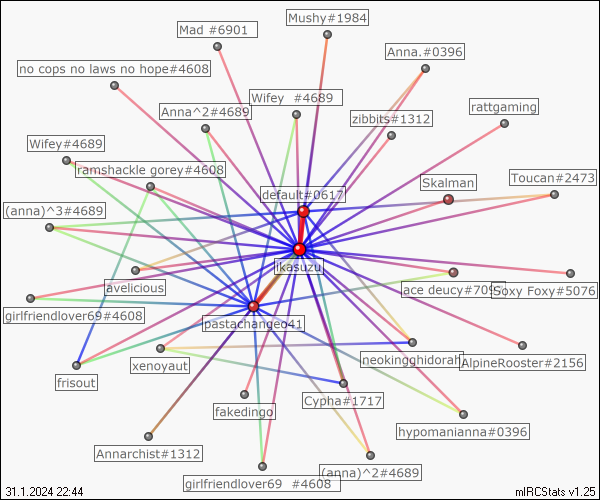 Mushy#1984
Mad #6901
Anna.#0396
no cops no laws no hope#4608
Wifey #4689
rattgaming
Anna^2#4689
zibbits#1312
Wifey#4689
ramshackle gorey#4608
Toucan#2473
Skalman
default#0617
(anna)^3#4689
ikasuzu
avelicious
ace deucy#709
Soxy Foxy#5076
girlfriendlover69#4608
pastachangeo41
neokingghidorah
AlpineRooster#2156
xenoyaut
frisout
Cypha#1717
fakedingo
hypomanianna#0396
Annarchist#1312
(anna)^2#4689
girlfriendlover69 #4608
31.1.2024 22:44
mIRCStats v1.25